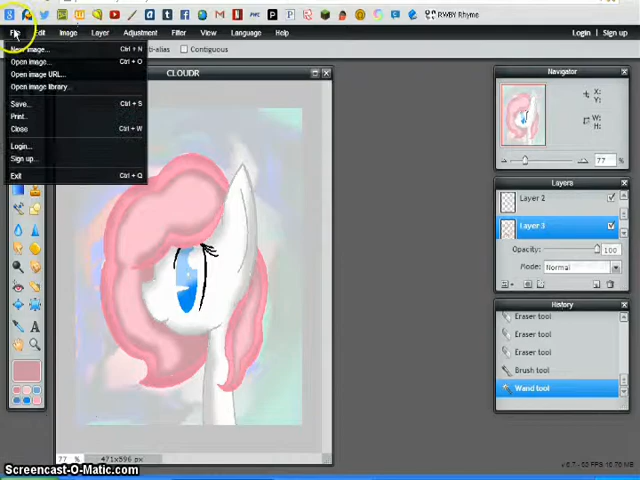 RWBY Rhyme
File Edit Image Layer Adjustment Filter View Language Help Login | Sign up
Contiguous
New image... Ctrl + N
Open image... Ctrl + O
Open image URL...
Open image library...
Save... Ctrl + S
Print...
Close Ctrl + W
Login...
Sign up...
Exit Ctrl + Q
CLOUDR
Navigator
X:
Y:
W:
H:
77 %
Layers
Layer 2
Layer 3
Opacity: 100
Mode: Normal
History
Eraser tool
Eraser tool
Eraser tool
Brush tool
Wand tool
77 % 471x596 px
Screencast-O-Matic.com